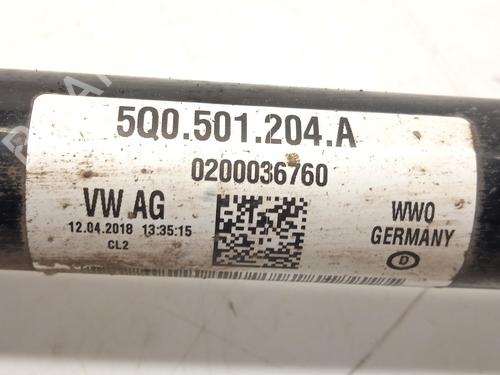 5Q0.501.204.A
0200036760
VW AG
12.04.2018 13:35:15
CL2
WWO
GERMANY
D